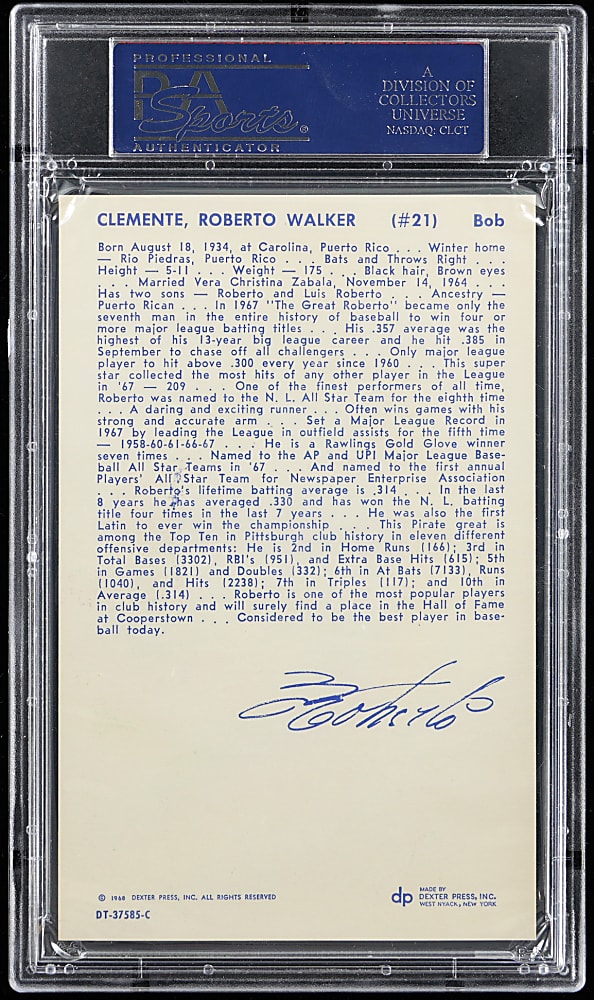 PROFESSIONAL
PSA
Sports®
AUTHENTICATOR
A
DIVISION OF
COLLECTORS
UNIVERSE
NASDAQ: CLCT
CLEMENTE, ROBERTO WALKER (#21) Bob
Born August 18, 1934, at Carolina, Puerto Rico . . . Winter home
— Rio Piedras, Puerto Rico . . . Bats and Throws Right . . .
Height — 5-11 . . . Weight — 175 . . . Black hair, Brown eyes
. . . Married Vera Christina Zabala, November 14, 1964 . . .
Has two sons — Roberto and Luis Roberto . . . Ancestry —
Puerto Rican . . . In 1967 "The Great Roberto" became only the
seventh man in the entire history of baseball to win four or
more major league batting titles . . . His .357 average was the
highest of his 13-year big league career and he hit .385 in
September to chase off all challengers . . . Only major league
player to hit above .300 every year since 1960 . . . This super
star collected the most hits of any other player in the League
in '67 — 209 . . . One of the finest performers of all time,
Roberto was named to the N. L. All Star Team for the eighth time
. . . A daring and exciting runner . . . Often wins games with his
strong and accurate arm . . . Set a Major League Record in
1967 by leading the League in outfield assists for the fifth time
— 1958-60-61-66-67 . . . He is a Rawlings Gold Glove winner
seven times . . . Named to the AP and UPI Major League Base-
ball All Star Teams in '67 . . . And named to the first annual
Players' All Star Team for Newspaper Enterprise Association
. . . Roberto's lifetime batting average is .314 . . . In the last
8 years he has averaged .330 and has won the N. L. batting
title four times in the last 7 years . . . He was also the first
Latin to ever win the championship . . . This Pirate great is
among the Top Ten in Pittsburgh club history in eleven different
offensive departments: He is 2nd in Home Runs (166); 3rd in
Total Bases (3302), RBI's (951), and Extra Base Hits (615); 5th
in Games (1821) and Doubles (332); 6th in At Bats (7133), Runs
(1040), and Hits (2238); 7th in Triples (117); and 10th in
Average (.314) . . . Roberto is one of the most popular players
in club history and will surely find a place in the Hall of Fame
at Cooperstown . . . Considered to be the best player in base-
ball today.
Roberto
© 1968 DEXTER PRESS, INC. ALL RIGHTS RESERVED
DT-37585-C
dp MADE BY
DEXTER PRESS, INC.
WEST NYACK, NEW YORK